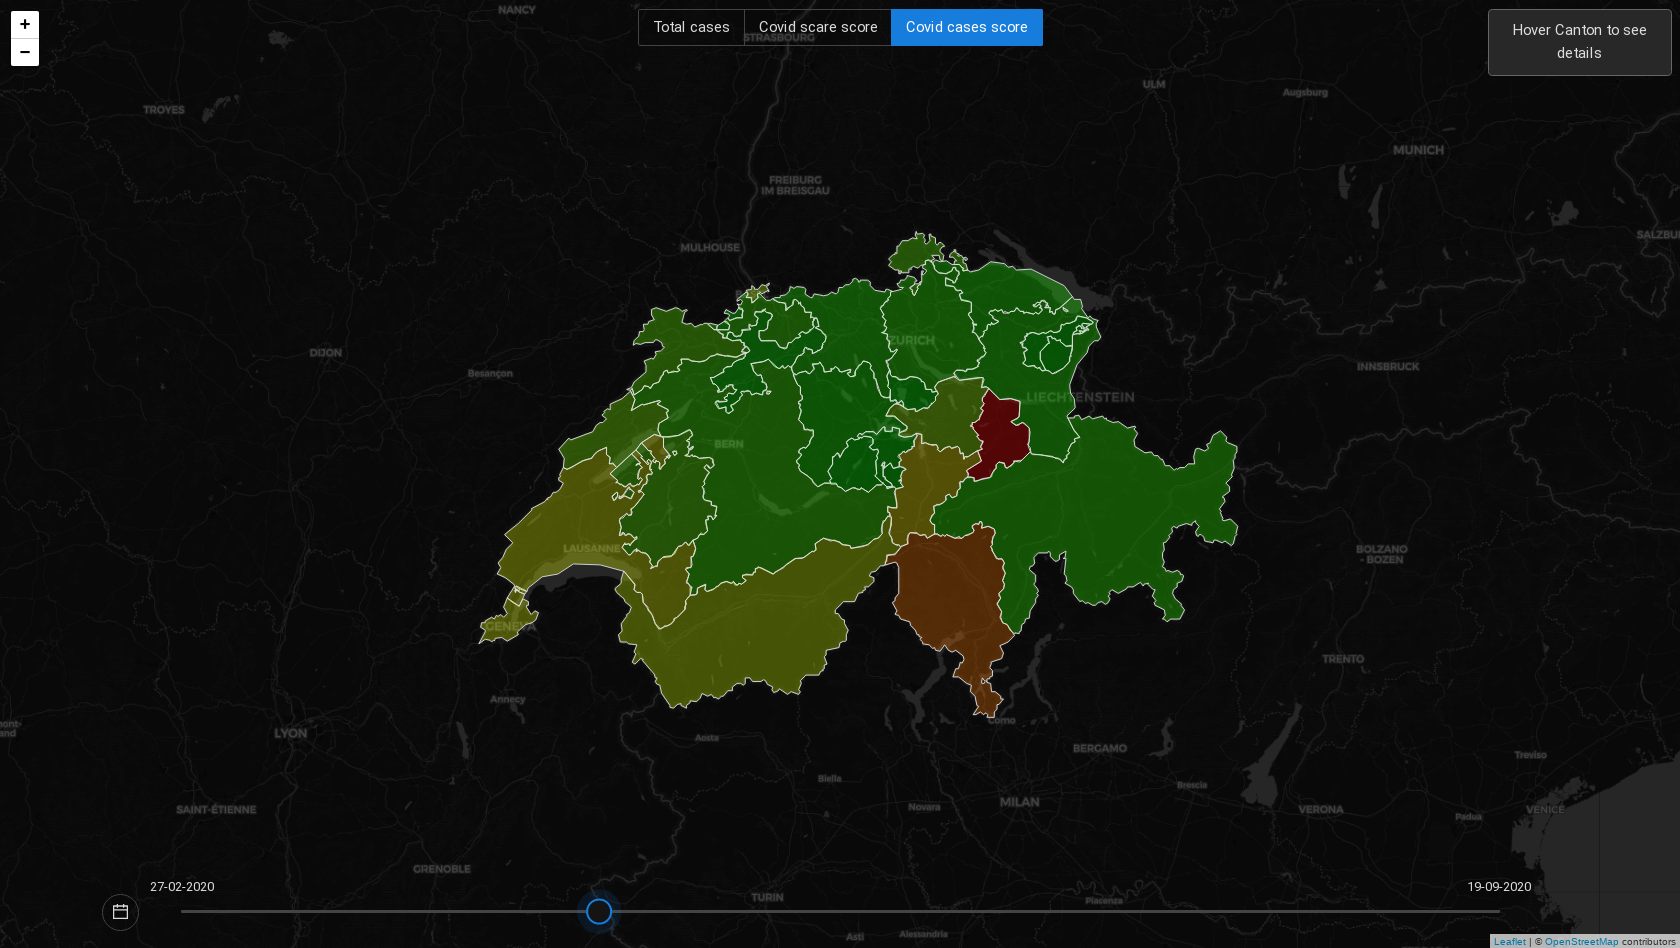 +
−
Total cases
Covid scare score
Covid cases score
Hover Canton to see
details
NANCY
STRASBOURG
ULM
Augsburg
TROYES
MUNICH
FREIBURG
IM BREISGAU
SALZBU
MULHOUSE
ZURICH
DIJON
Besançon
INNSBRUCK
LIECHTENSTEIN
BERN
LAUSANNE
BOLZANO
- BOZEN
GENEVA
TRENTO
Annecy
LYON
Aosta
Como
BERGAMO
Treviso
Biella
Brescia
SAINT-ÉTIENNE
Novara
MILAN
VERONA
VENICE
Padua
GRENOBLE
27-02-2020
19-09-2020
TURIN
Piacenza
Asti
Alessandria
Leaflet | © OpenStreetMap contributors